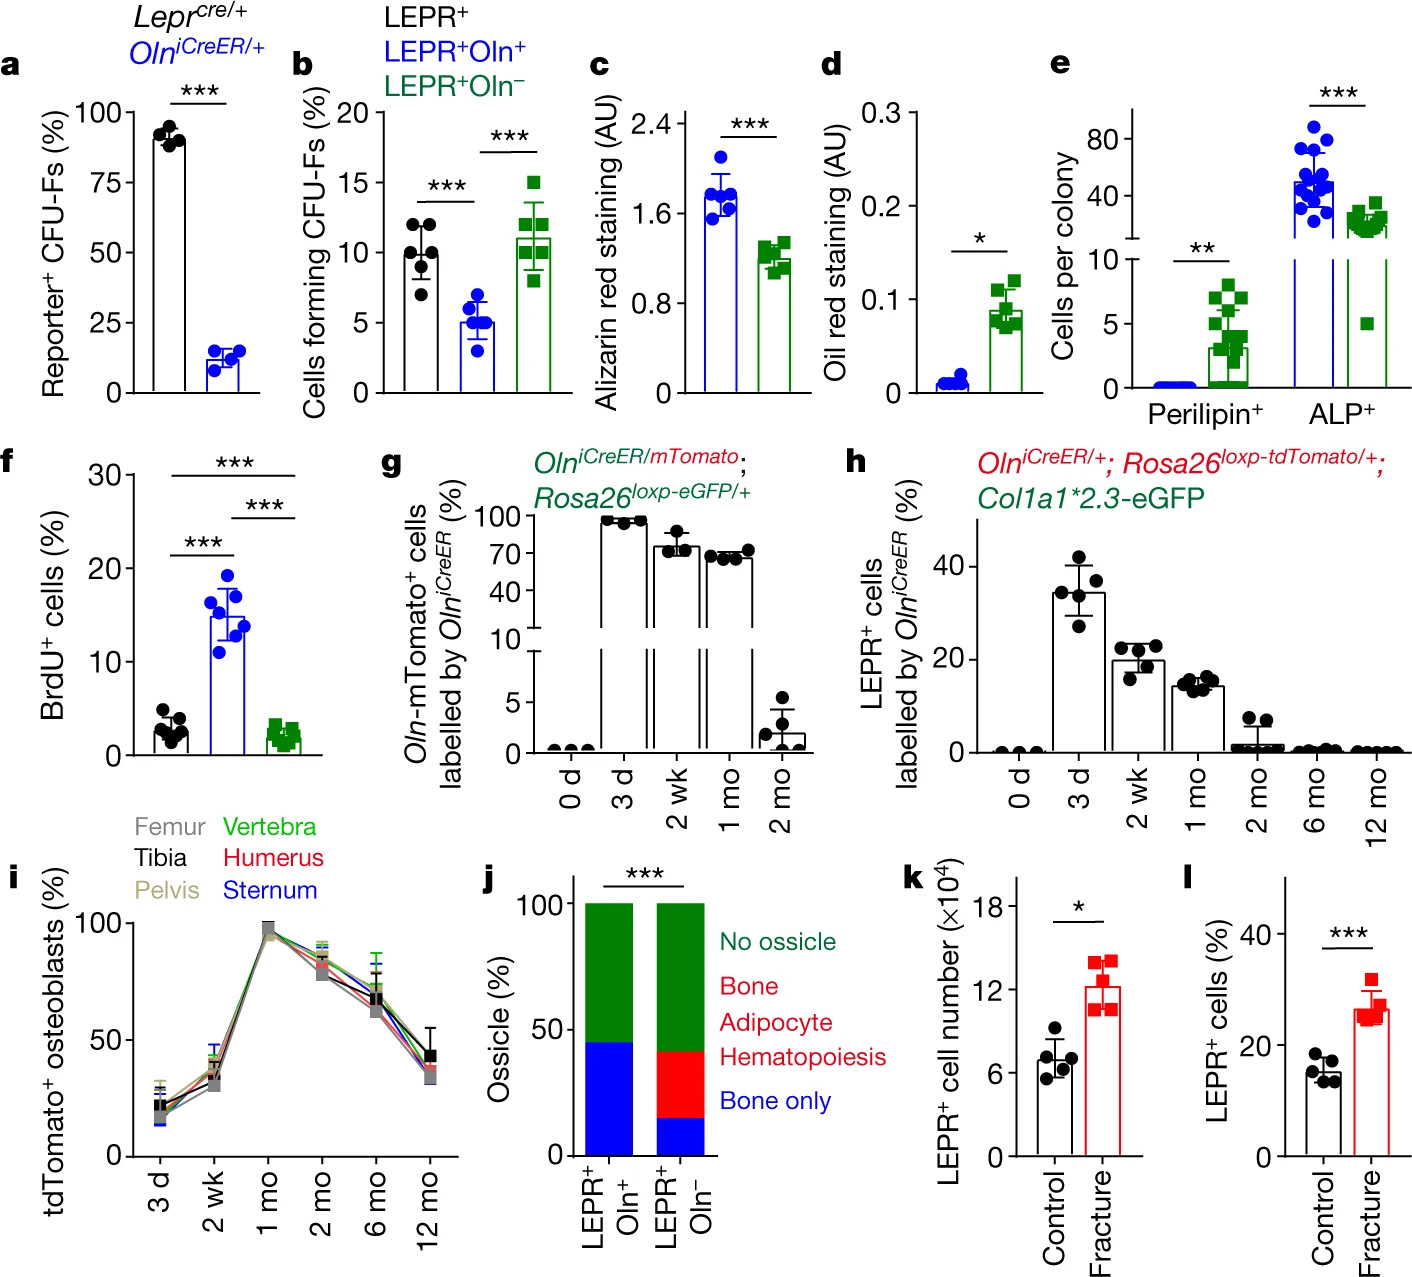 a
Lepr^cre/+
Oln^iCreER/+
Reporter+ CFU-Fs (%)
100
75
50
25
0
***
b
LEPR+
LEPR+Oln+
LEPR+Oln–
Cells forming CFU-Fs (%)
20
15
10
5
0
***
***
c
Alizarin red staining (AU)
2.4
1.6
0.8
0
***
d
Oil red staining (AU)
0.3
0.2
0.1
0
*
e
Cells per colony
80
40
10
5
0
**
***
Perilipin+
ALP+
f
BrdU+ cells (%)
30
20
10
0
***
***
***
g
Oln^iCreER/mTomato;
Rosa26^loxp-eGFP/+
Oln-mTomato+ cells
labelled by Oln^iCreER (%)
100
70
40
10
5
0
0 d
3 d
2 wk
1 mo
2 mo
h
Oln^iCreER/+; Rosa26^loxp-tdTomato/+;
Col1a1*2.3-eGFP
LEPR+ cells
labelled by Oln^iCreER (%)
40
20
0
0 d
3 d
2 wk
1 mo
2 mo
6 mo
12 mo
i
Femur
Vertebra
Tibia
Humerus
Pelvis
Sternum
tdTomato+ osteoblasts (%)
100
50
0
3 d
2 wk
1 mo
2 mo
6 mo
12 mo
j
Ossicle (%)
100
50
0
***
No ossicle
Bone
Adipocyte
Hematopoiesis
Bone only
LEPR+
Oln+
LEPR+
Oln–
k
LEPR+ cell number (×10^4)
18
12
6
0
*
Control
Fracture
l
LEPR+ cells (%)
40
20
0
***
Control
Fracture